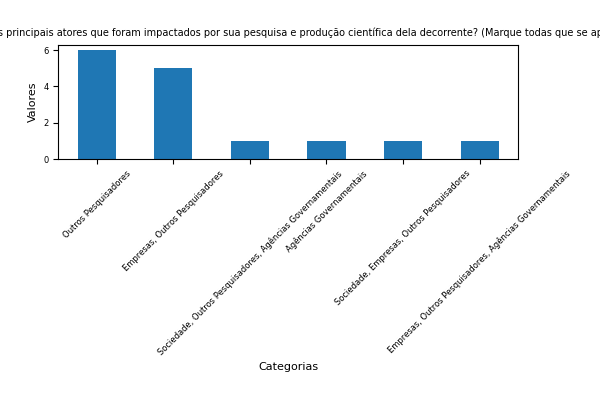 s principais atores que foram impactados por sua pesquisa e produção científica dela decorrente? (Marque todas que se ap
Valores
6
4
2
0
Outros Pesquisadores
Empresas, Outros Pesquisadores
Sociedade, Outros Pesquisadores, Agências Governamentais
Agências Governamentais
Sociedade, Empresas, Outros Pesquisadores
Empresas, Outros Pesquisadores, Agências Governamentais
Categorias